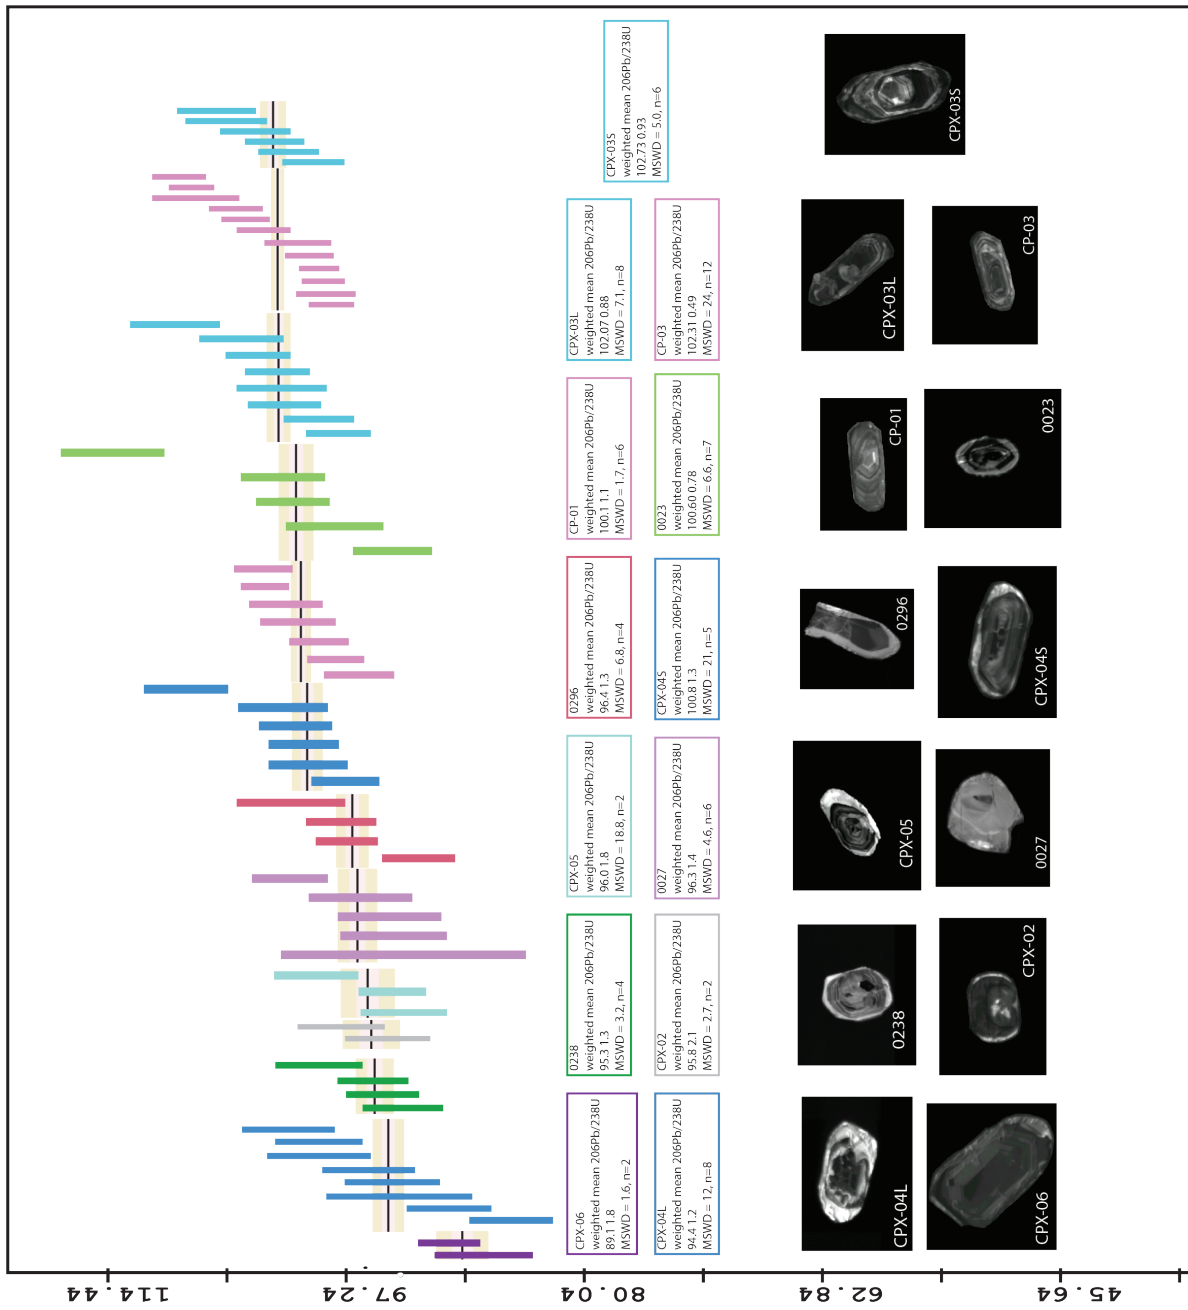 CPX-03S
weighted mean 206Pb/238U
102.73 0.93
MSWD = 5.0, n=6
CPX-03L
weighted mean 206Pb/238U
102.07 0.88
MSWD = 7.1, n=8
CP-03
weighted mean 206Pb/238U
102.31 0.49
MSWD = 24, n=12
CP-01
weighted mean 206Pb/238U
100.1 1.1
MSWD = 1.7, n=6
0023
weighted mean 206Pb/238U
100.60 0.78
MSWD = 6.6, n=7
0296
weighted mean 206Pb/238U
96.4 1.3
MSWD = 6.8, n=4
CPX-04S
weighted mean 206Pb/238U
100.8 1.3
MSWD = 21, n=5
CPX-05
weighted mean 206Pb/238U
96.0 1.8
MSWD = 18.8, n=2
0027
weighted mean 206Pb/238U
96.3 1.4
MSWD = 4.6, n=6
0238
weighted mean 206Pb/238U
95.3 1.3
MSWD = 3.2, n=4
CPX-02
weighted mean 206Pb/238U
95.8 2.1
MSWD = 2.7, n=2
CPX-06
weighted mean 206Pb/238U
89.1 1.8
MSWD = 1.6, n=2
CPX-04L
weighted mean 206Pb/238U
94.4 1.2
MSWD = 12, n=8
CPX-03S
CPX-03L
CP-03
CP-01
0023
0296
CPX-04S
CPX-05
0027
0238
CPX-02
CPX-04L
CPX-06
114.44
97.24
80.04
62.84
45.64